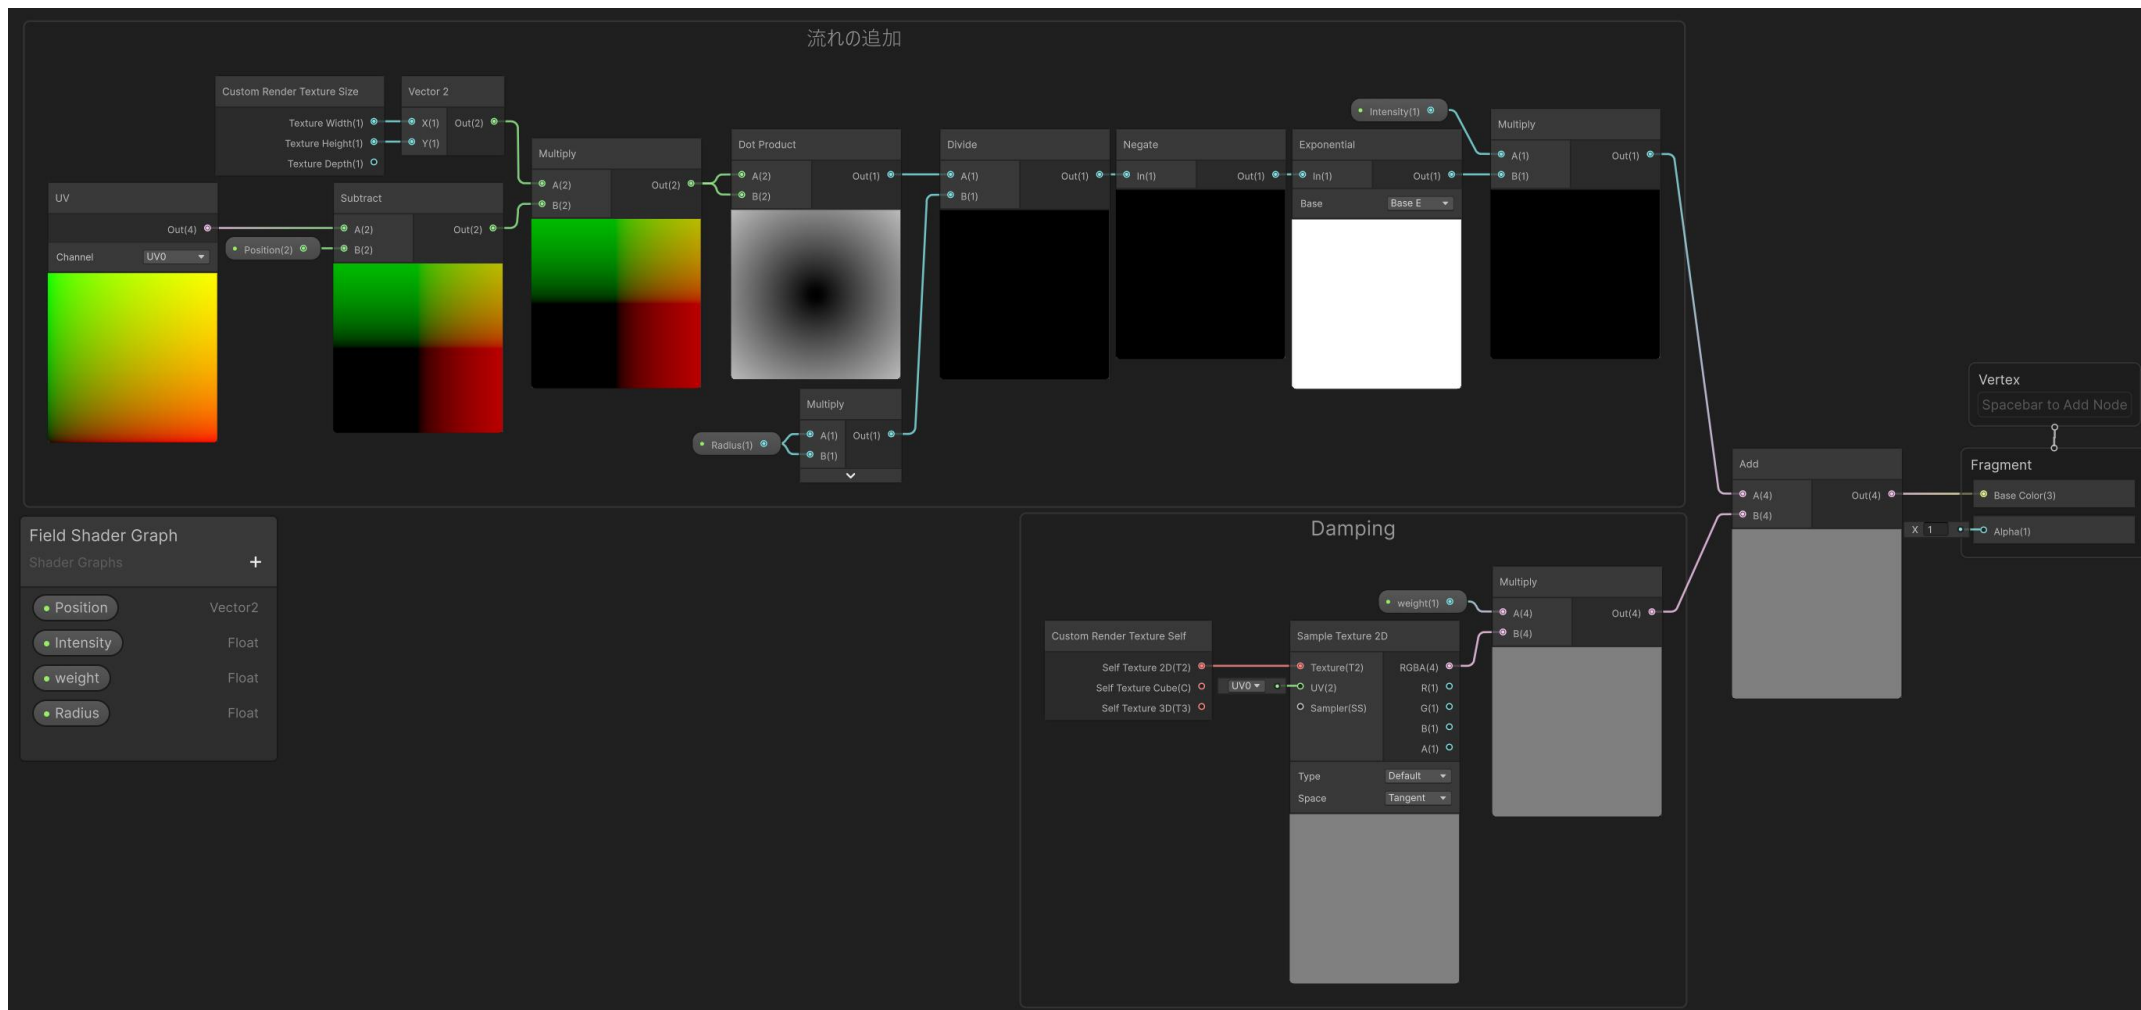 流れの追加
Custom Render Texture Size
Texture Width(1)
Texture Height(1)
Texture Depth(1)
Vector 2
X(1) Out(2)
Y(1)
UV
Out(4)
Channel UV0
Position(2)
Subtract
A(2) Out(2)
B(2)
Multiply
A(2) Out(2)
B(2)
Dot Product
A(2) Out(1)
B(2)
Radius(1)
Multiply
A(1) Out(1)
B(1)
Divide
A(1) Out(1)
B(1)
Negate
In(1) Out(1)
Exponential
In(1) Out(1)
Base Base E
Intensity(1)
Multiply
A(1) Out(1)
B(1)
Field Shader Graph
Shader Graphs +
Position Vector2
Intensity Float
weight Float
Radius Float
Damping
Custom Render Texture Self
Self Texture 2D(T2)
Self Texture Cube(C)
Self Texture 3D(T3)
UV0
Sample Texture 2D
Texture(T2) RGBA(4)
UV(2) R(1)
Sampler(SS) G(1)
B(1)
A(1)
Type Default
Space Tangent
weight(1)
Multiply
A(4) Out(4)
B(4)
Add
A(4) Out(4)
B(4)
Vertex
Spacebar to Add Node
Fragment
Base Color(3)
X 1
Alpha(1)